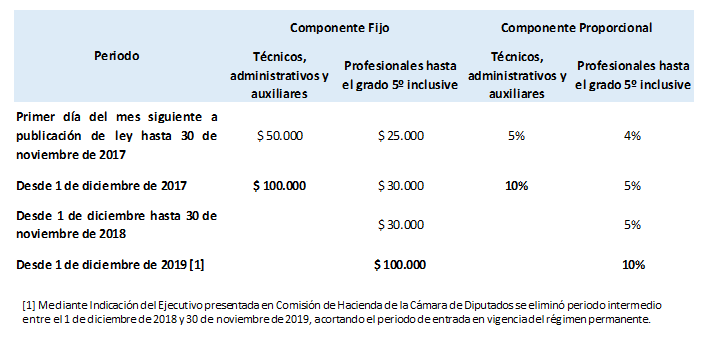 Periodo Componente Fijo Componente Proporcional
Técnicos, administrativos y auxiliares Profesionales hasta el grado 5º inclusive Técnicos, administrativos y auxiliares Profesionales hasta el grado 5º inclusive
Primer día del mes siguiente a
publicación de ley hasta 30 de
noviembre de 2017
$ 50.000 $ 25.000 5% 4%
Desde 1 de diciembre de 2017 $ 100.000 $ 30.000 10% 5%
Desde 1 de diciembre hasta 30 de
noviembre de 2018
$ 30.000 5%
Desde 1 de diciembre de 2019 [1] $ 100.000 10%
[1] Mediante Indicación del Ejecutivo presentada en Comisión de Hacienda de la Cámara de Diputados se eliminó periodo intermedio
entre el 1 de diciembre de 2018 y 30 de noviembre de 2019, acortando el periodo de entrada en vigencia del régimen permanente.